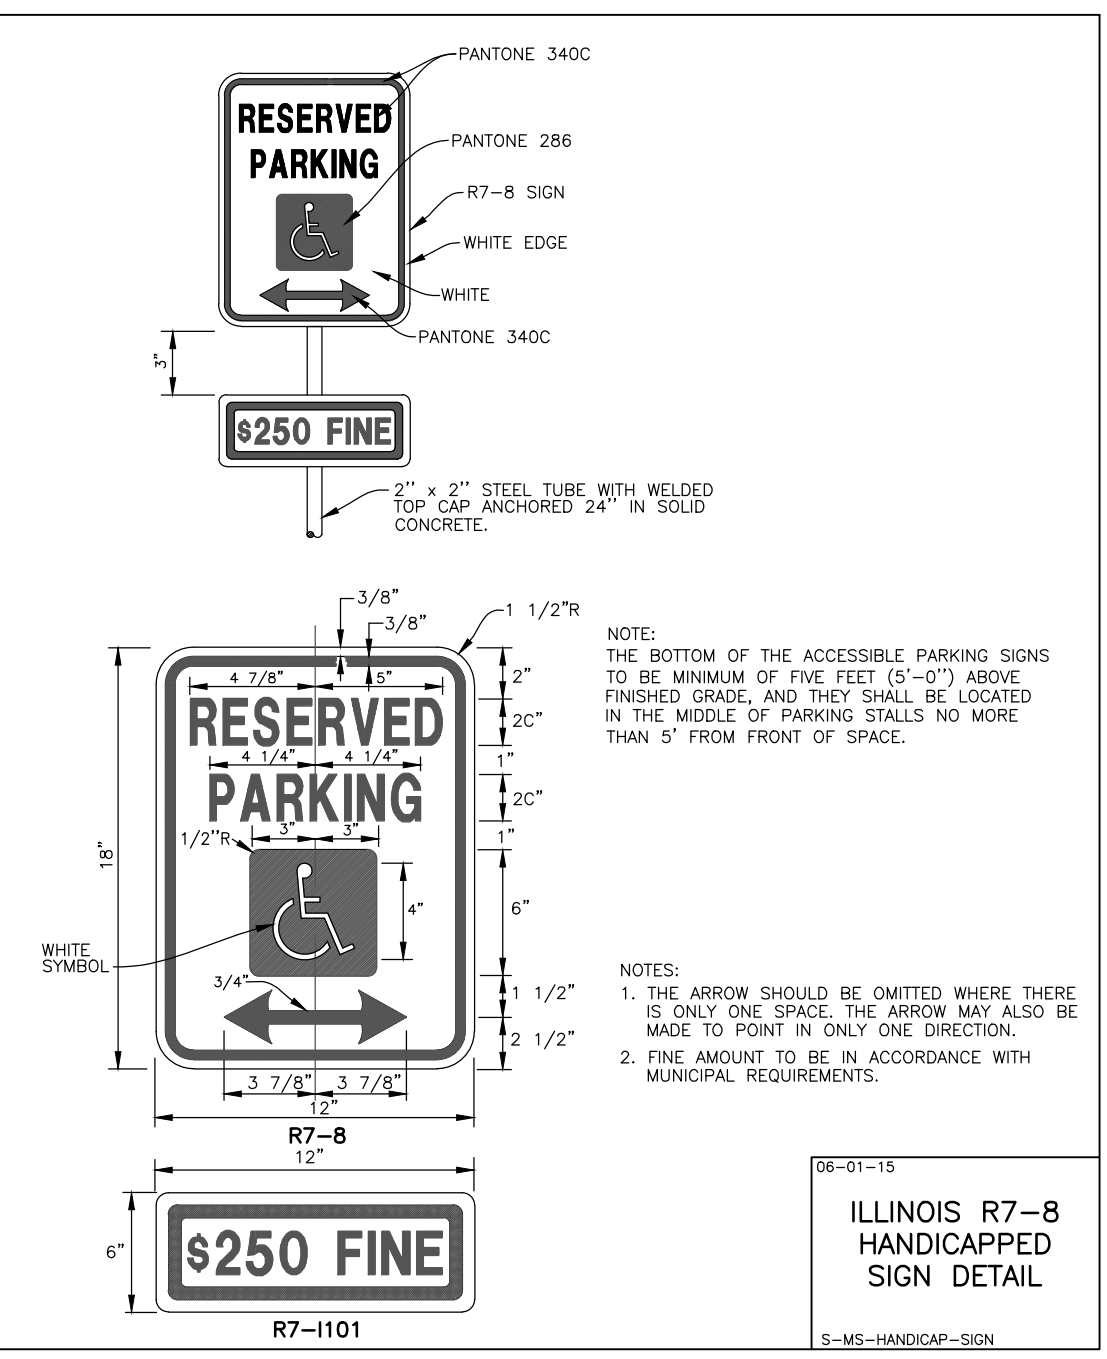 PANTONE 340C
RESERVED
PARKING
PANTONE 286
R7-8 SIGN
WHITE EDGE
WHITE
PANTONE 340C
3"
$250 FINE
2'' x 2'' STEEL TUBE WITH WELDED
TOP CAP ANCHORED 24'' IN SOLID
CONCRETE.
3/8"
3/8"
1 1/2"R
4 7/8"
5"
2"
RESERVED
2C"
4 1/4"
4 1/4"
1"
PARKING
2C"
1/2''R
3"
3"
1"
18"
4"
6"
WHITE
SYMBOL
3/4"
1 1/2"
2 1/2"
3 7/8"
3 7/8"
12"
R7-8
12"
6"
$250 FINE
R7-I101
NOTE:
THE BOTTOM OF THE ACCESSIBLE PARKING SIGNS
TO BE MINIMUM OF FIVE FEET (5'-0'') ABOVE
FINISHED GRADE, AND THEY SHALL BE LOCATED
IN THE MIDDLE OF PARKING STALLS NO MORE
THAN 5' FROM FRONT OF SPACE.
NOTES:
1. THE ARROW SHOULD BE OMITTED WHERE THERE
IS ONLY ONE SPACE. THE ARROW MAY ALSO BE
MADE TO POINT IN ONLY ONE DIRECTION.
2. FINE AMOUNT TO BE IN ACCORDANCE WITH
MUNICIPAL REQUIREMENTS.
06-01-15
ILLINOIS R7-8
HANDICAPPED
SIGN DETAIL
S-MS-HANDICAP-SIGN